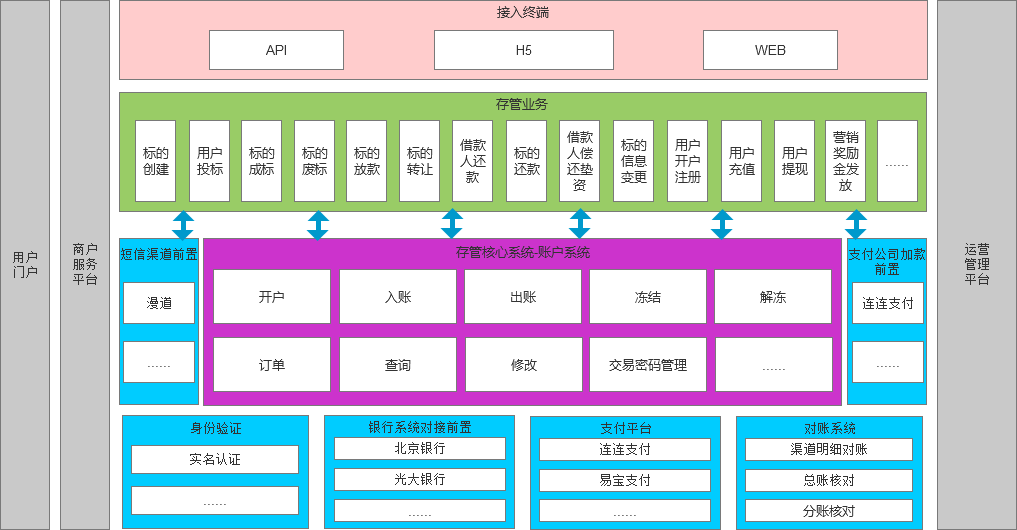 用户
门户
商户
服务
平台
接入终端
API
H5
WEB
存管业务
标的
创建
用户
投标
标的
成标
标的
废标
标的
放款
标的
转让
借款
人还
款
标的
还款
借款
人偿
还垫
资
标的
信息
变更
用户
开户
注册
用户
充值
用户
提现
营销
奖励
金发
放
……
短信渠道前置
漫道
……
存管核心系统-账户系统
开户
入账
出账
冻结
解冻
订单
查询
修改
交易密码管理
……
支付公司加款
前置
连连支付
……
身份验证
实名认证
……
银行系统对接前置
北京银行
光大银行
……
支付平台
连连支付
易宝支付
……
对账系统
渠道明细对账
总账核对
分账核对
运营
管理
平台